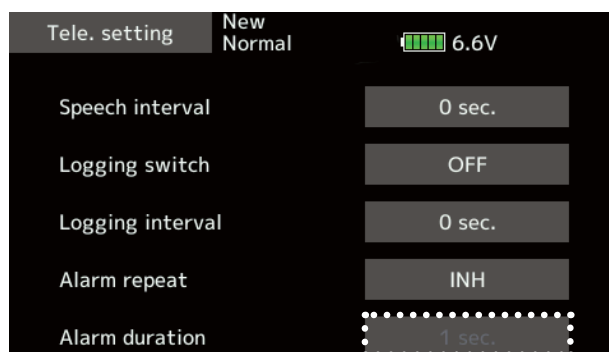 Tele. setting
New
Normal
6.6V
Speech interval 0 sec.
Logging switch OFF
Logging interval 0 sec.
Alarm repeat INH
Alarm duration 1 sec.